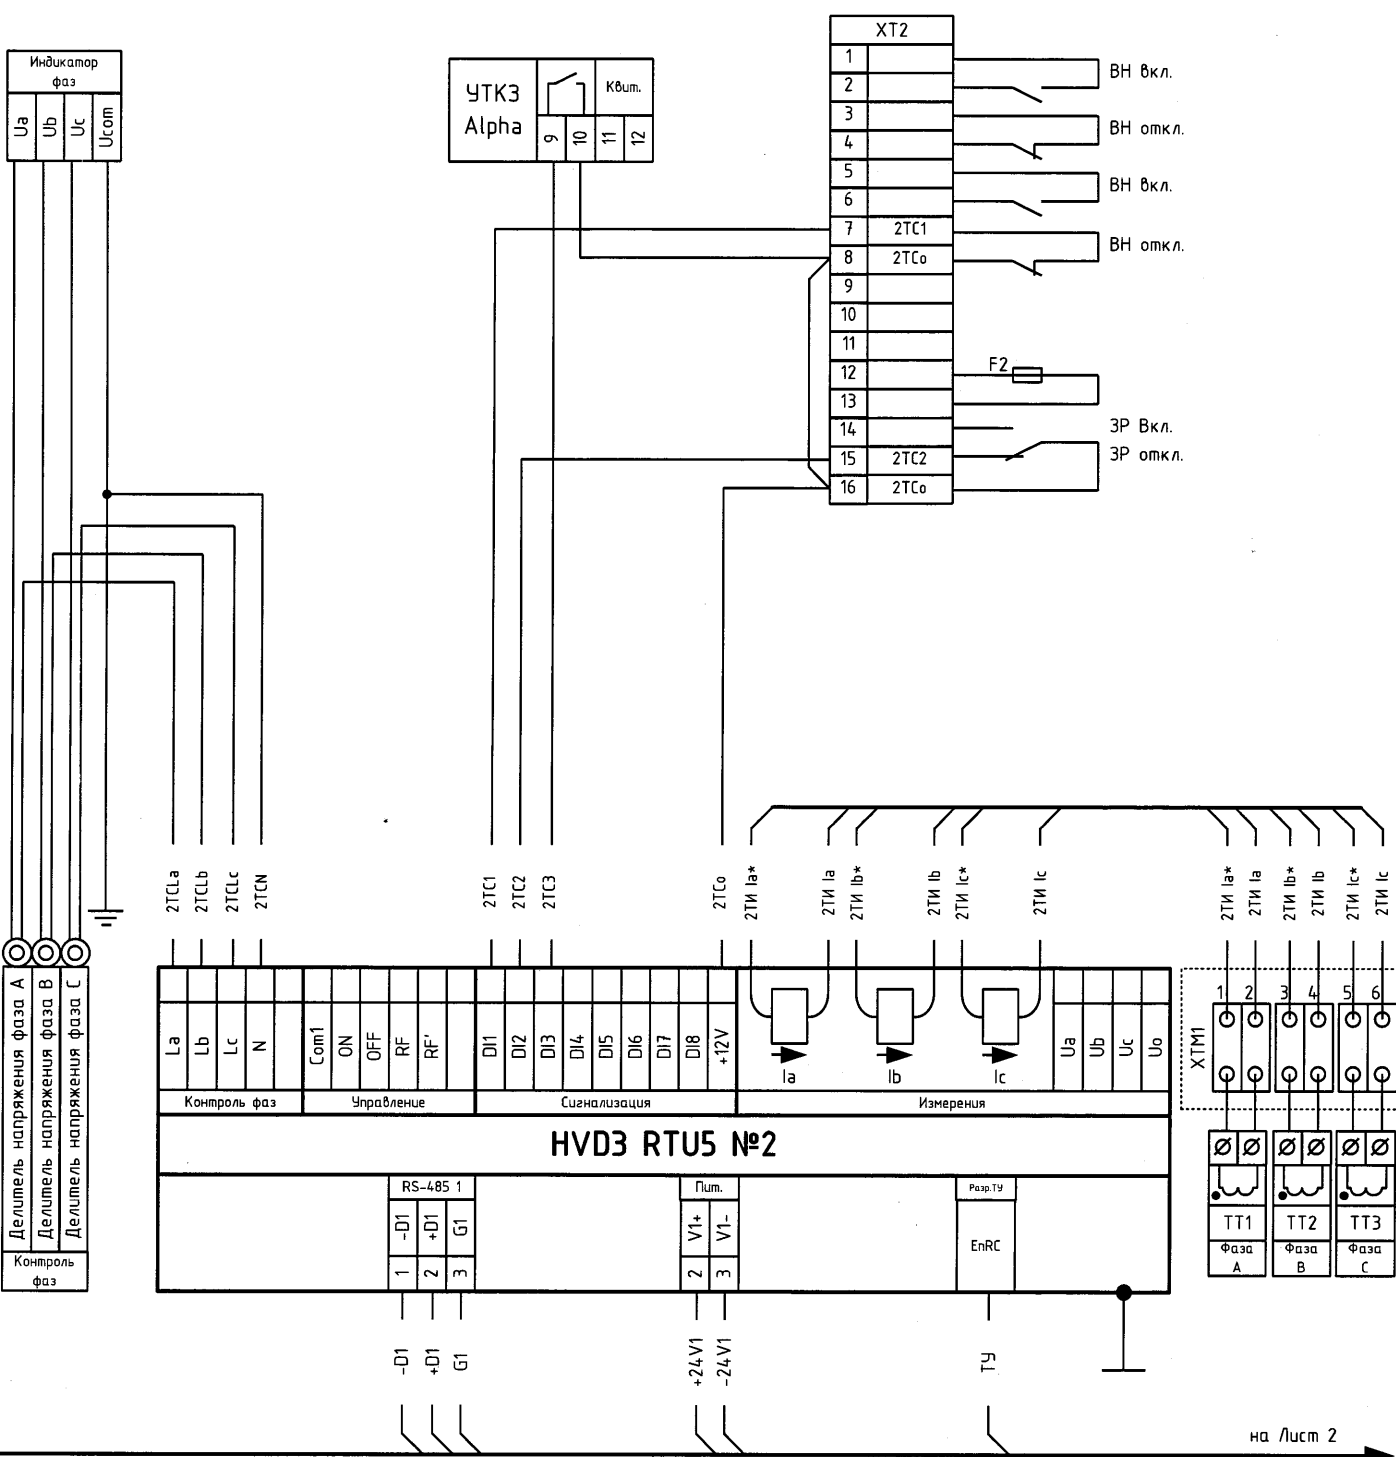 Индикатор
фаз
Ua
Ub
Uc
Ucom
УТКЗ
Alpha
Квит.
9
10
11
12
XT2
1
2
3
4
5
6
7 2TC1
8 2TCo
9
10
11
12
13
14
15 2TC2
16 2TCo
ВН вкл.
ВН откл.
ВН вкл.
ВН откл.
F2
ЗР Вкл.
ЗР откл.
2TCLa
2TCLb
2TCLc
2TCN
2TC1
2TC2
2TC3
2TCo
2ТИ Ia*
2ТИ Ia
2ТИ Ib*
2ТИ Ib
2ТИ Ic*
2ТИ Ic
2ТИ Ia*
2ТИ Ia
2ТИ Ib*
2ТИ Ib
2ТИ Ic*
2ТИ Ic
Делитель напряжения фаза A
Делитель напряжения фаза B
Делитель напряжения фаза C
Контроль
фаз
La
Lb
Lc
N
Контроль фаз
Com1
ON
OFF
RF
RF'
Управление
DI1
DI2
DI3
DI4
DI5
DI6
DI7
DI8
+12V
Сигнализация
Ia
Ib
Ic
Ua
Ub
Uc
Uo
Измерения
HVD3 RTU5 №2
RS-485 1
-D1
+D1
G1
1
2
3
Пит.
V1+
V1-
2
3
Разр.ТУ
EnRC
-D1
+D1
G1
+24V1
-24V1
ТУ
XTM1
1
2
3
4
5
6
TT1
TT2
TT3
Фаза
A
Фаза
B
Фаза
C
на Лист 2